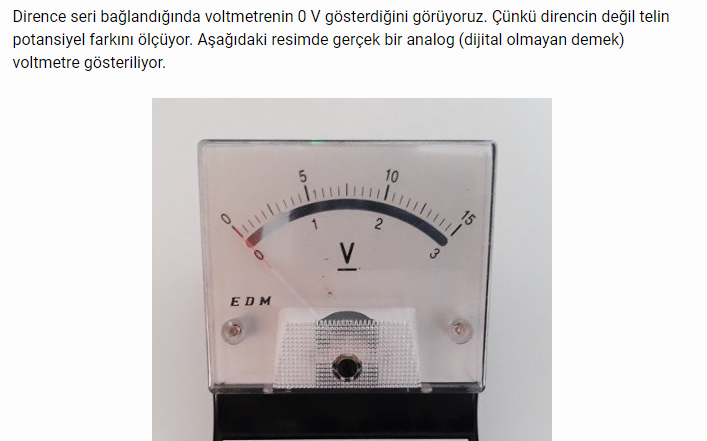 Dirence seri bağlandığında voltmetrenin 0 V gösterdiğini görüyoruz. Çünkü direncin değil telin
potansiyel farkını ölçüyor. Aşağıdaki resimde gerçek bir analog (dijital olmayan demek)
voltmetre gösteriliyor.
0 5 10 15
0 1 2 3
V
EDM